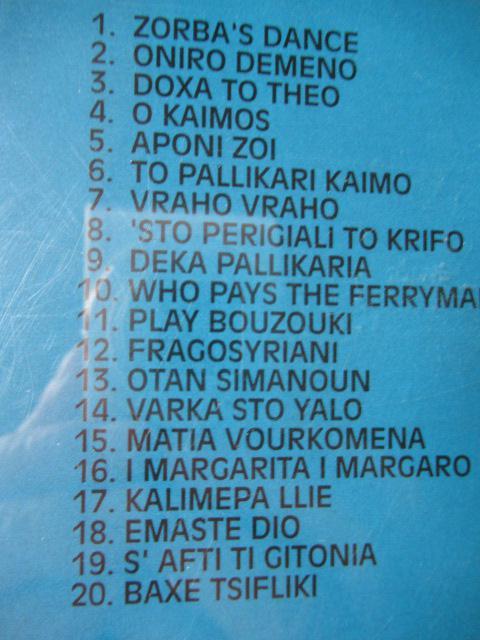 1. ZORBA'S DANCE
2. ONIRO DEMENO
3. DOXA TO THEO
4. O KAIMOS
5. APONI ZOI
6. TO PALLIKARI KAIMO
7. VRAHO VRAHO
8. 'STO PERIGIALI TO KRIFO
9. DEKA PALLIKARIA
10. WHO PAYS THE FERRYMA
11. PLAY BOUZOUKI
12. FRAGOSYRIANI
13. OTAN SIMANOUN
14. VARKA STO YALO
15. MATIA VOURKOMENA
16. I MARGARITA I MARGARO
17. KALIMEPA LLIE
18. EMASTE DIO
19. S' AFTI TI GITONIA
20. BAXE TSIFLIKI